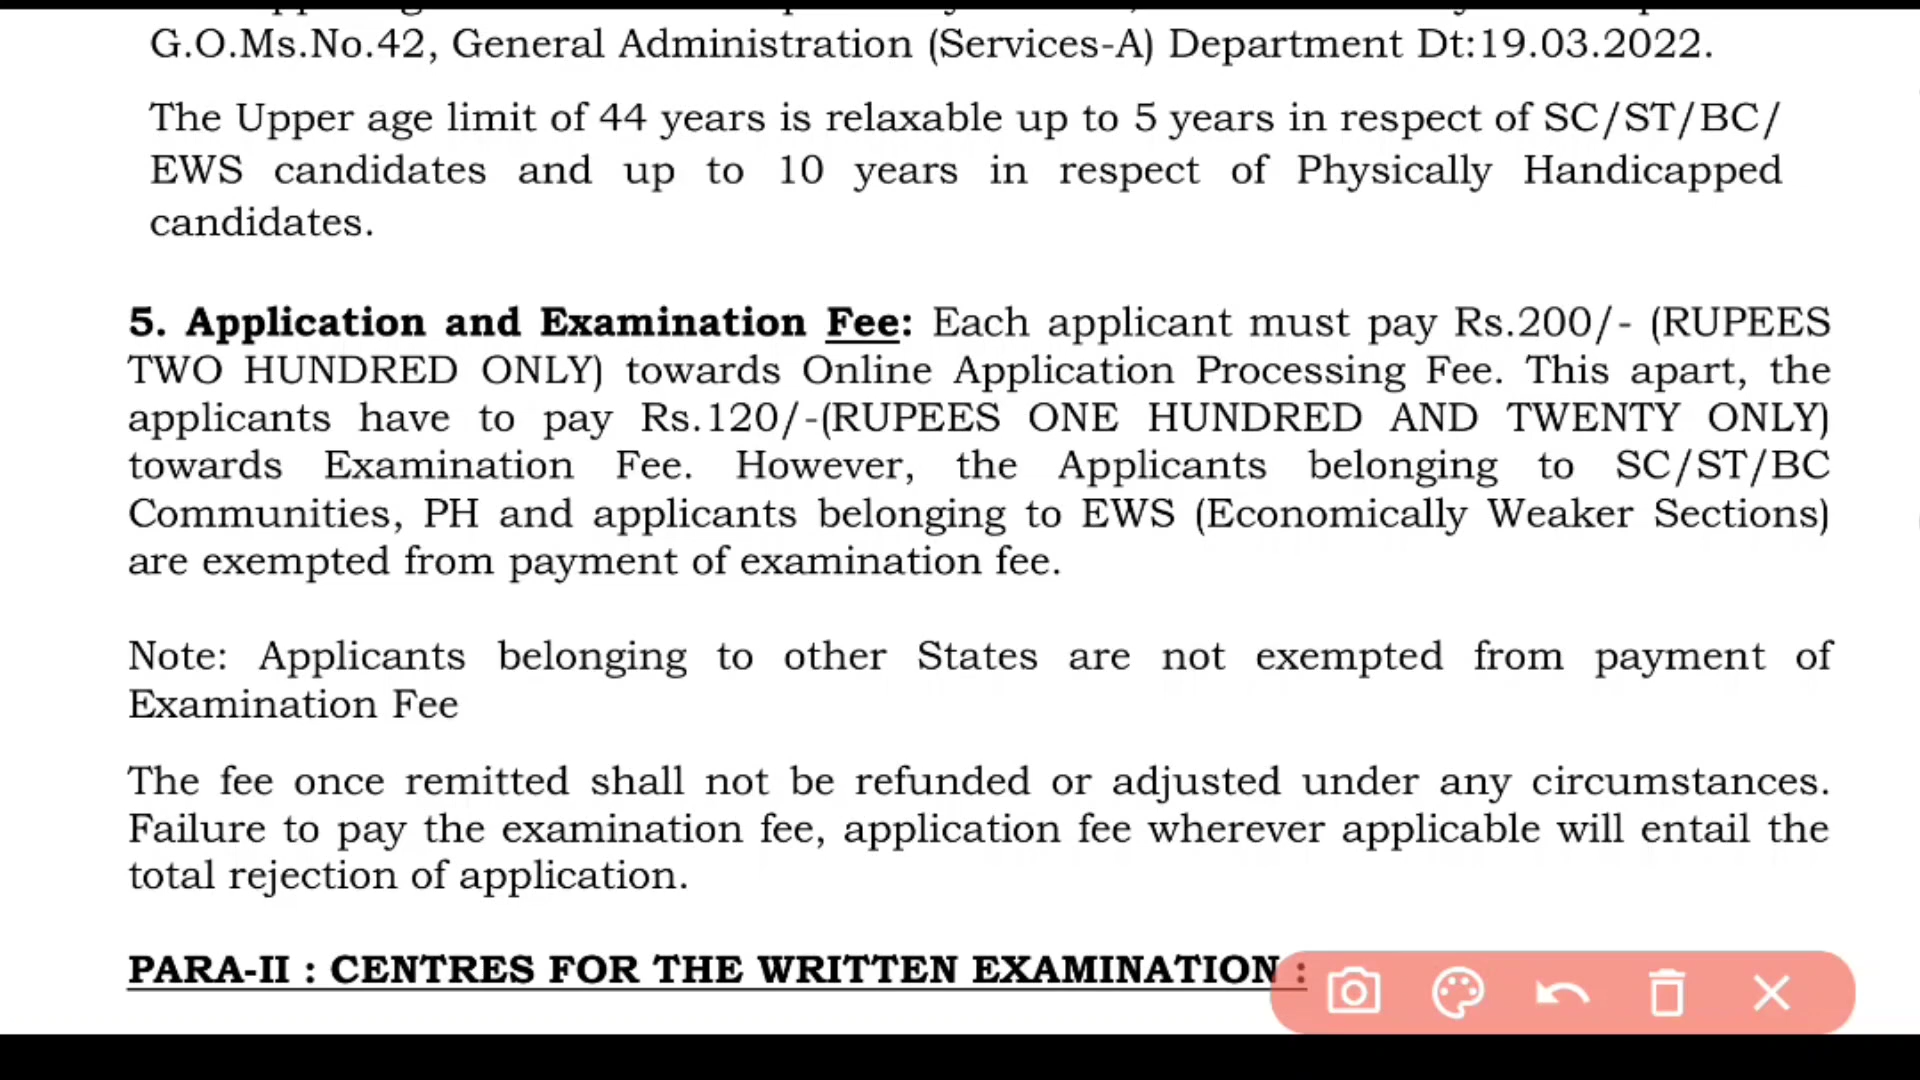 G.O.Ms.No.42, General Administration (Services-A) Department Dt:19.03.2022.
The Upper age limit of 44 years is relaxable up to 5 years in respect of SC/ST/BC/
EWS candidates and up to 10 years in respect of Physically Handicapped
candidates.
5. Application and Examination Fee: Each applicant must pay Rs.200/- (RUPEES
TWO HUNDRED ONLY) towards Online Application Processing Fee. This apart, the
applicants have to pay Rs.120/-(RUPEES ONE HUNDRED AND TWENTY ONLY)
towards Examination Fee. However, the Applicants belonging to SC/ST/BC
Communities, PH and applicants belonging to EWS (Economically Weaker Sections)
are exempted from payment of examination fee.
Note: Applicants belonging to other States are not exempted from payment of
Examination Fee
The fee once remitted shall not be refunded or adjusted under any circumstances.
Failure to pay the examination fee, application fee wherever applicable will entail the
total rejection of application.
PARA-II : CENTRES FOR THE WRITTEN EXAMINATION :